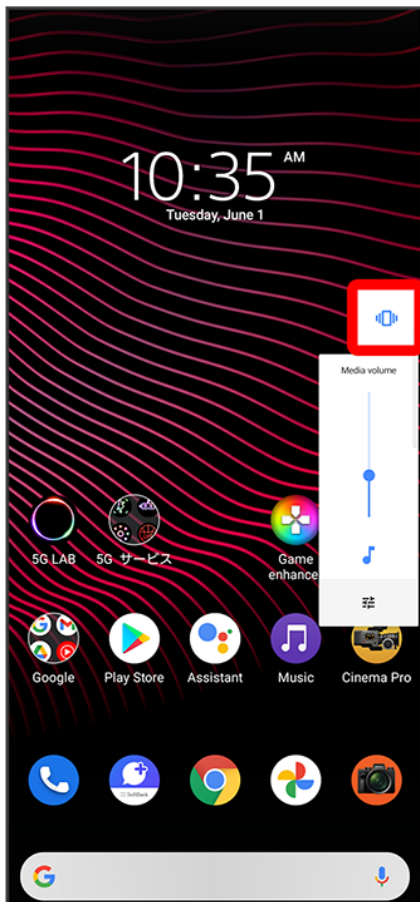 10:35 AM
Tuesday, June 1
Media volume
5G LAB
5G サービス
Game
enhance
Google
Play Store
Assistant
Music
Cinema Pro
SoftBank